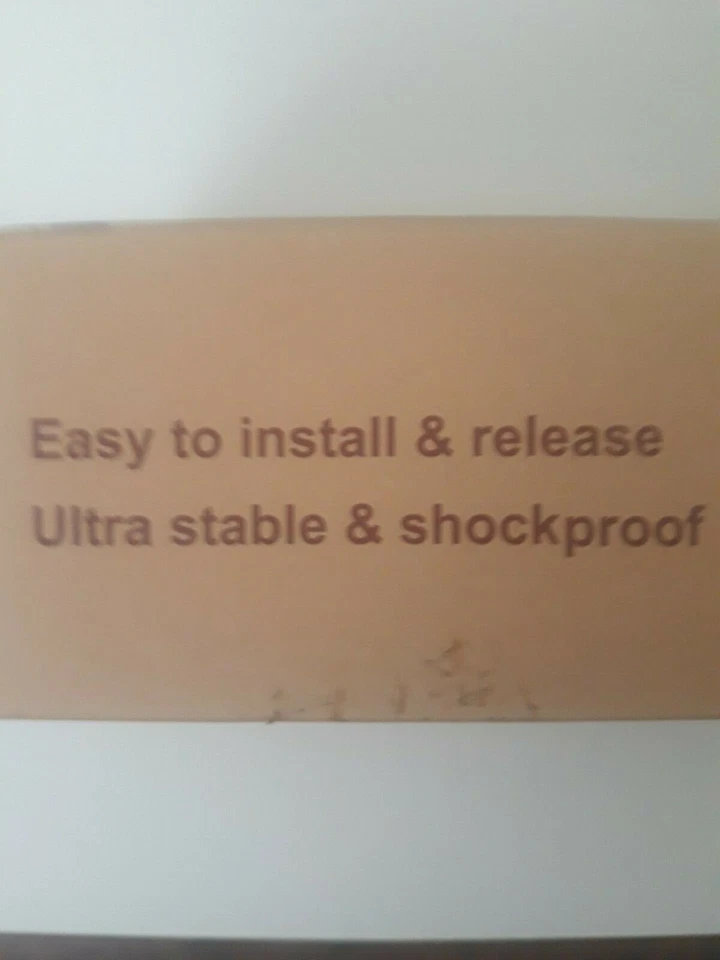 Easy to install & release
Ultra stable & shockproof